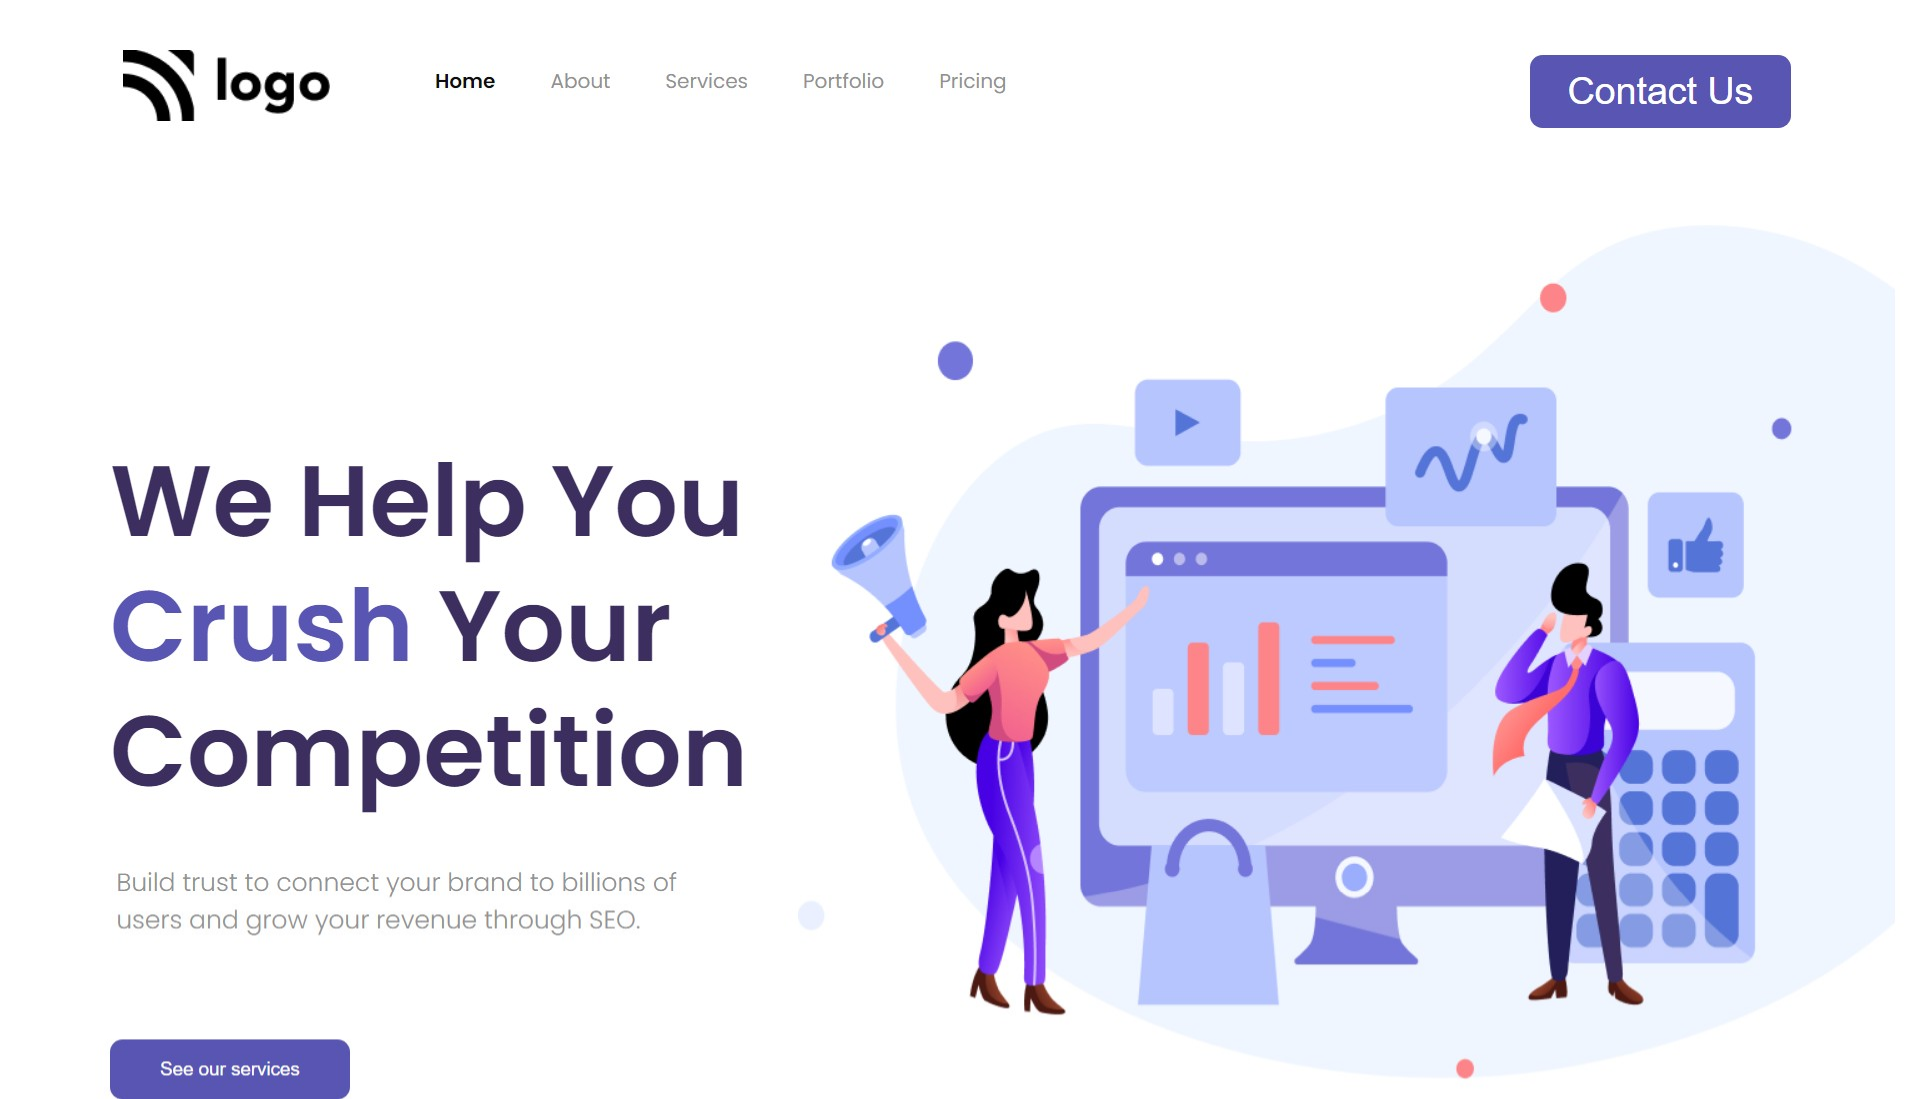 logo
Home About Services Portfolio Pricing
Contact Us
We Help You
Crush Your
Competition
Build trust to connect your brand to billions of
users and grow your revenue through SEO.
See our services